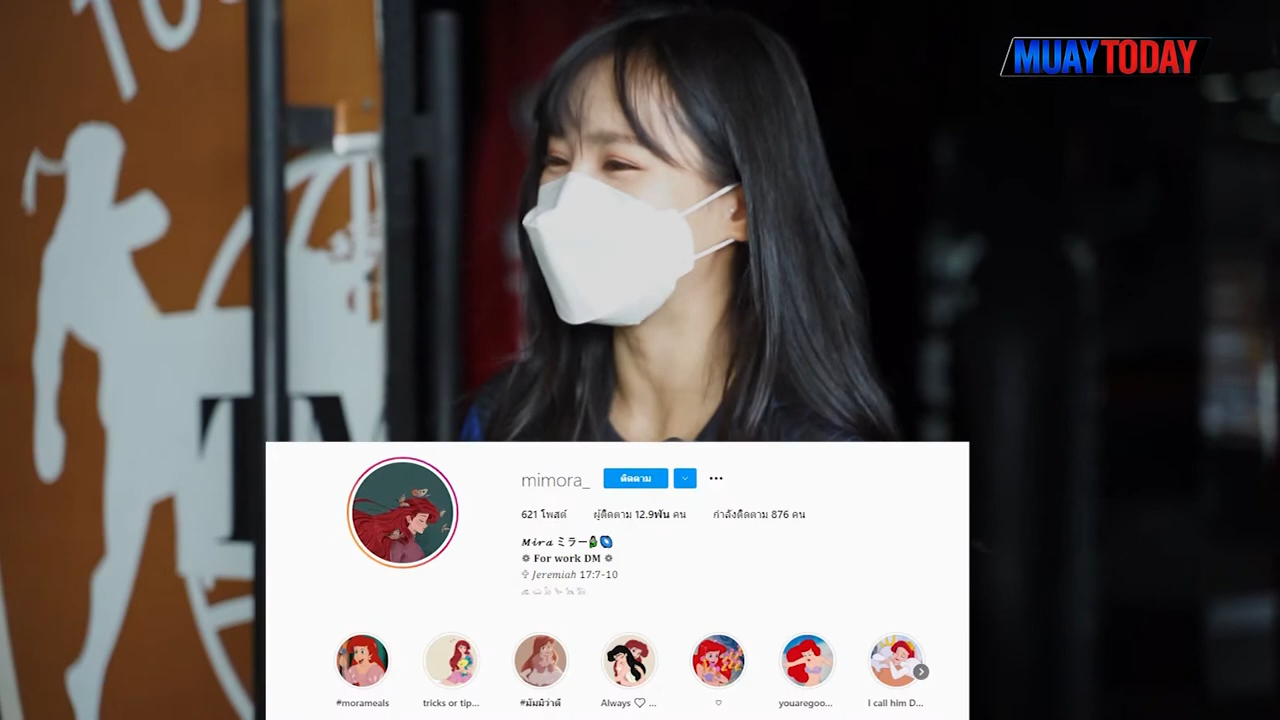 MUAYTODAY
mimora_ ติดตาม
621 โพสต์ ผู้ติดตาม 12.9พัน คน กำลังติดตาม 876 คน
𝑴𝒊𝒓𝒂 ミラー
For work DM
✞ 𝐽𝑒𝑟𝑒𝑚𝑖𝑎ℎ 17:7-10
#morameals tricks or tip... #มัมมิว่าดี Always ♡ ... ♡ youaregoo... I call him D...